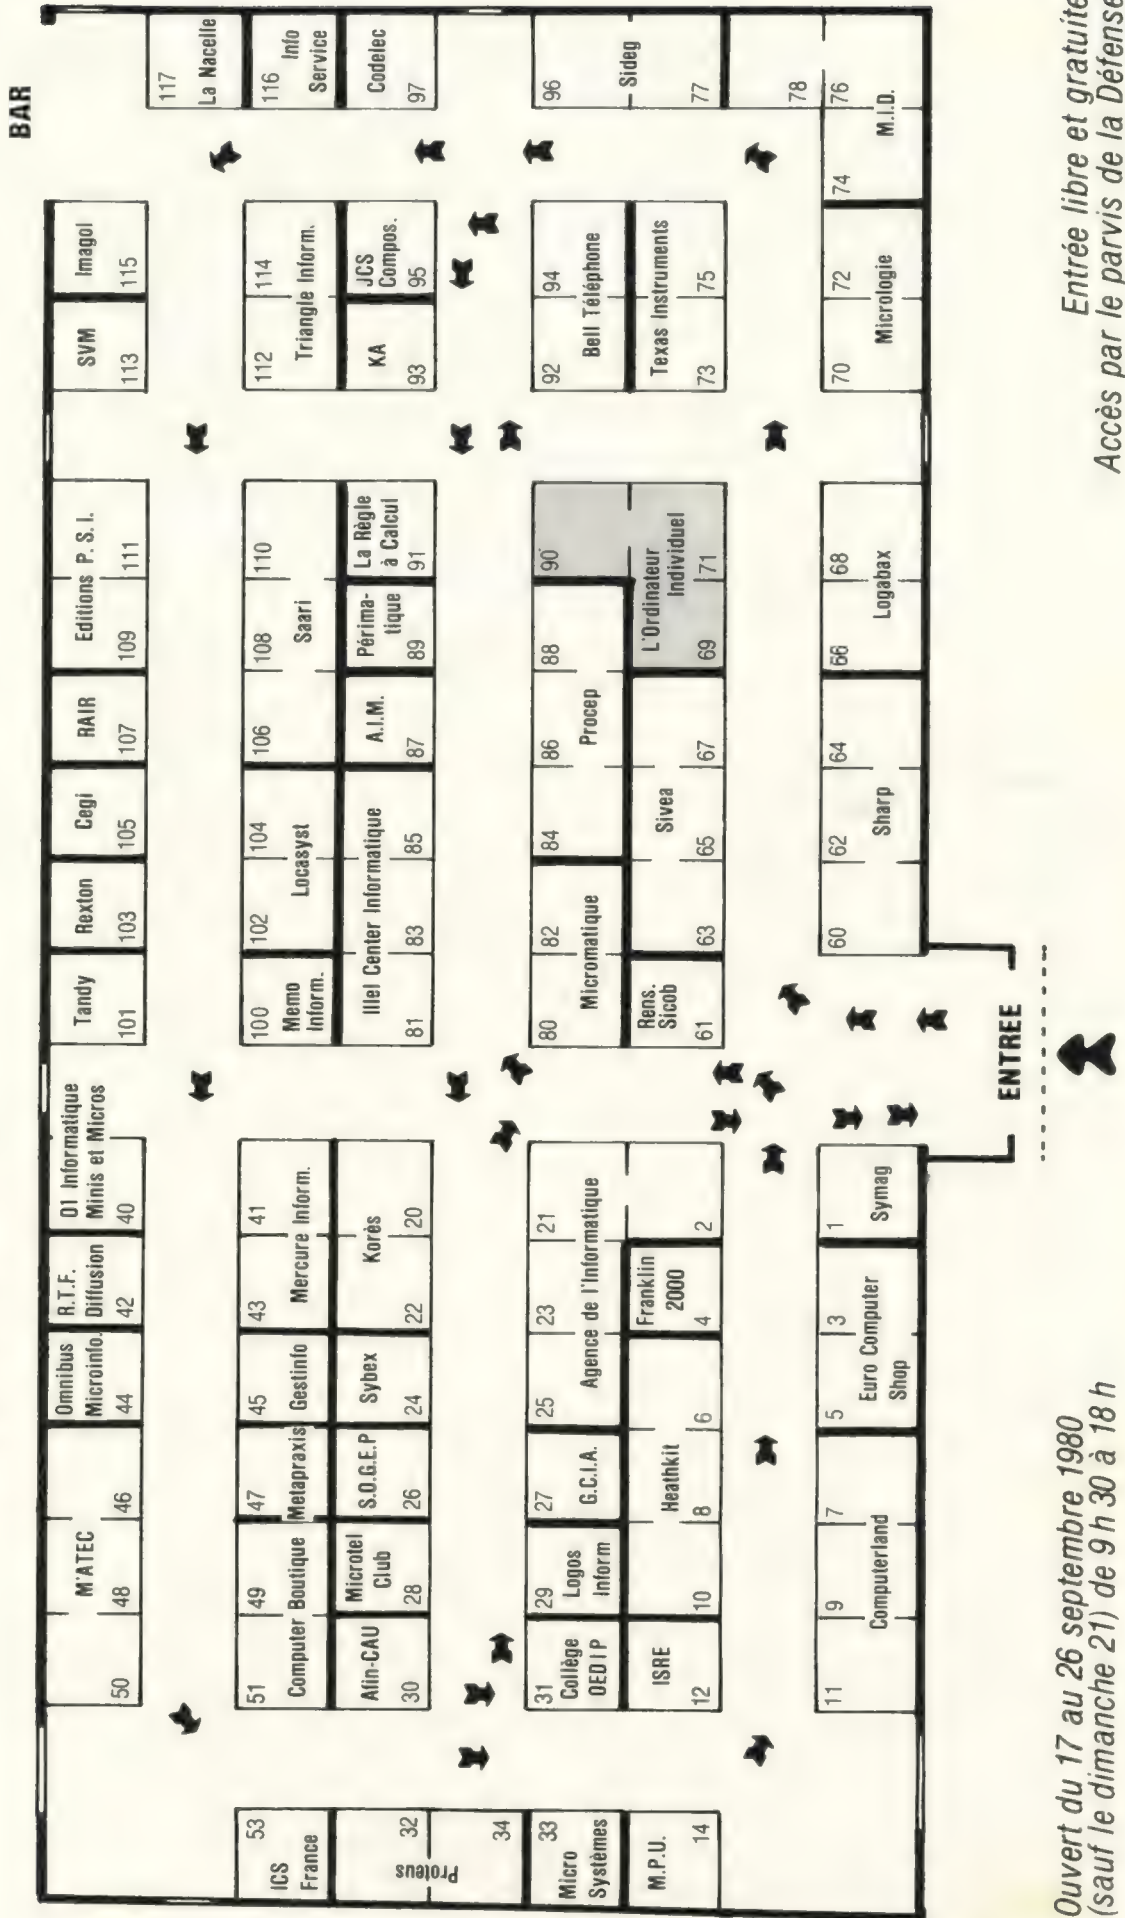 BAR
50
M'ATEC
48
46
Omnibus
Microinfo.
44
R.T.F.
Diffusion
42
01 Informatique
Minis et Micros
40
Tandy
101
Rexton
103
Cegi
105
RAIR
107
Editions P. S. I.
109
111
SVM
113
Imagol
115
117
La Nacelle
53
ICS
France
51
Computer Boutique
49
47
Metapraxis
45
Gestinfo
43
Mercure Inform.
41
100
Memo
Inform.
102
Locasyst
104
106
108
Saari
110
112
Triangle Inform.
114
116
Info
Service
32
Proteus
34
Afin-CAU
30
Microtel
Club
28
S.O.G.E.P
26
Sybex
24
Korès
22
20
Illel Center Informatique
81
83
85
A.I.M.
87
Périma-
tique
89
La Règle
à Calcul
91
KA
93
JCS
Compos.
95
Codelec
97
33
Micro
Systèmes
31
Collège
OEDIP
29
Logos
Inform
27
G.C.I.A.
25
Agence de l'Informatique
23
21
80
Micromatique
82
84
Procep
86
88
90
92
Bell Téléphone
94
96
Sideg
77
M.P.U.
14
ISRE
12
Heathkit
10
8
6
Franklin
2000
4
2
Rens.
Sicob
61
Sivea
63
65
67
L'Ordinateur
Individuel
69
71
Texas Instruments
73
75
78
11
Computerland
9
7
5
Euro Computer
Shop
3
1
Symag
60
Sharp
62
64
66
Logabax
68
70
Micrologie
72
74
M.I.D.
76
ENTREE
Ouvert du 17 au 26 septembre 1980
(sauf le dimanche 21) de 9 h 30 à 18 h
Entrée libre et gratuite
Accès par le parvis de la Défense